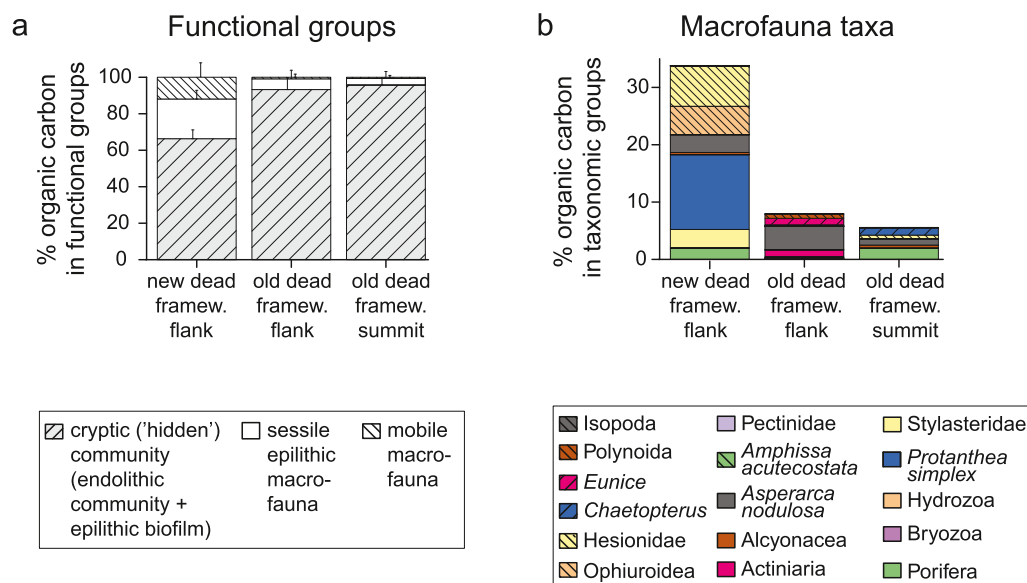 a
Functional groups
% organic carbon
in functional groups
100
80
60
40
20
0
new dead
framew.
flank
old dead
framew.
flank
old dead
framew.
summit
cryptic ('hidden')
community
(endolithic
community +
epilithic biofilm)
sessile
epilithic
macro-
fauna
mobile
macro-
fauna
b
Macrofauna taxa
% organic carbon
in taxonomic groups
30
20
10
0
new dead
framew.
flank
old dead
framew.
flank
old dead
framew.
summit
Isopoda
Polynoida
Eunice
Chaetopterus
Hesionidae
Ophiuroidea
Pectinidae
Amphissa
acutecostata
Asperarca
nodulosa
Alcyonacea
Actiniaria
Stylasteridae
Protanthea
simplex
Hydrozoa
Bryozoa
Porifera